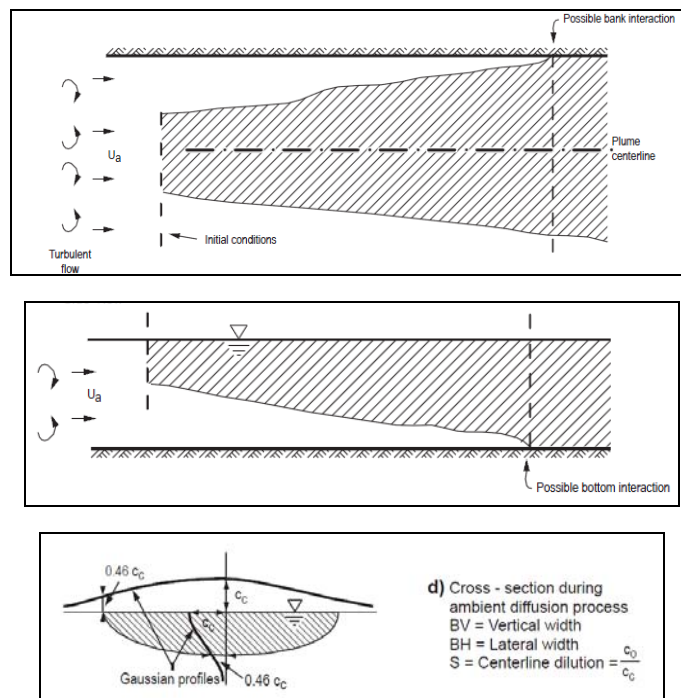 Possible bank interaction
Ua
Plume
centerline
Initial conditions
Turbulent
flow
Ua
Possible bottom interaction
0.46 cc
cc
cc
Gaussian profiles
0.46 cc
d) Cross - section during
ambient diffusion process
BV = Vertical width
BH = Lateral width
S = Centerline dilution = c0/cc